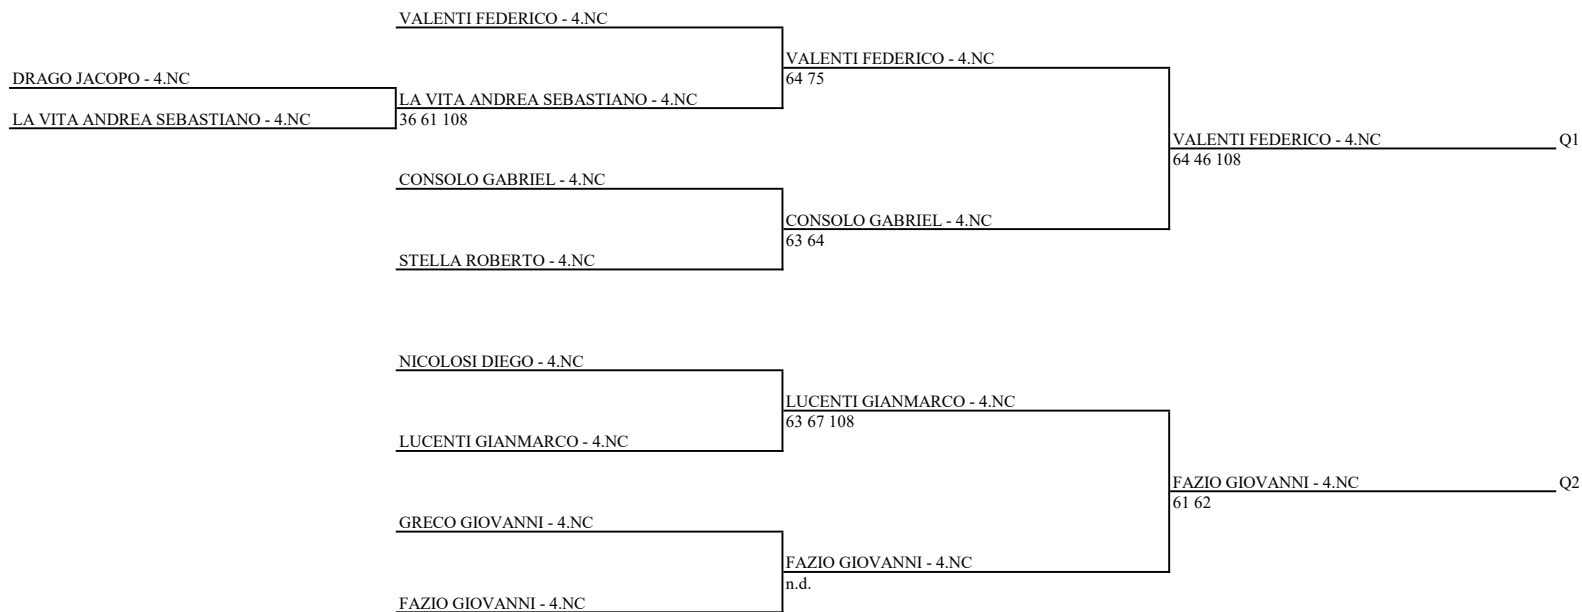 VALENTI FEDERICO - 4.NC
VALENTI FEDERICO - 4.NC
64 75
DRAGO JACOPO - 4.NC
LA VITA ANDREA SEBASTIANO - 4.NC
36 61 108
LA VITA ANDREA SEBASTIANO - 4.NC
VALENTI FEDERICO - 4.NC
Q1
64 46 108
CONSOLO GABRIEL - 4.NC
CONSOLO GABRIEL - 4.NC
63 64
STELLA ROBERTO - 4.NC
NICOLOSI DIEGO - 4.NC
LUCENTI GIANMARCO - 4.NC
63 67 108
LUCENTI GIANMARCO - 4.NC
FAZIO GIOVANNI - 4.NC
Q2
61 62
GRECO GIOVANNI - 4.NC
FAZIO GIOVANNI - 4.NC
n.d.
FAZIO GIOVANNI - 4.NC